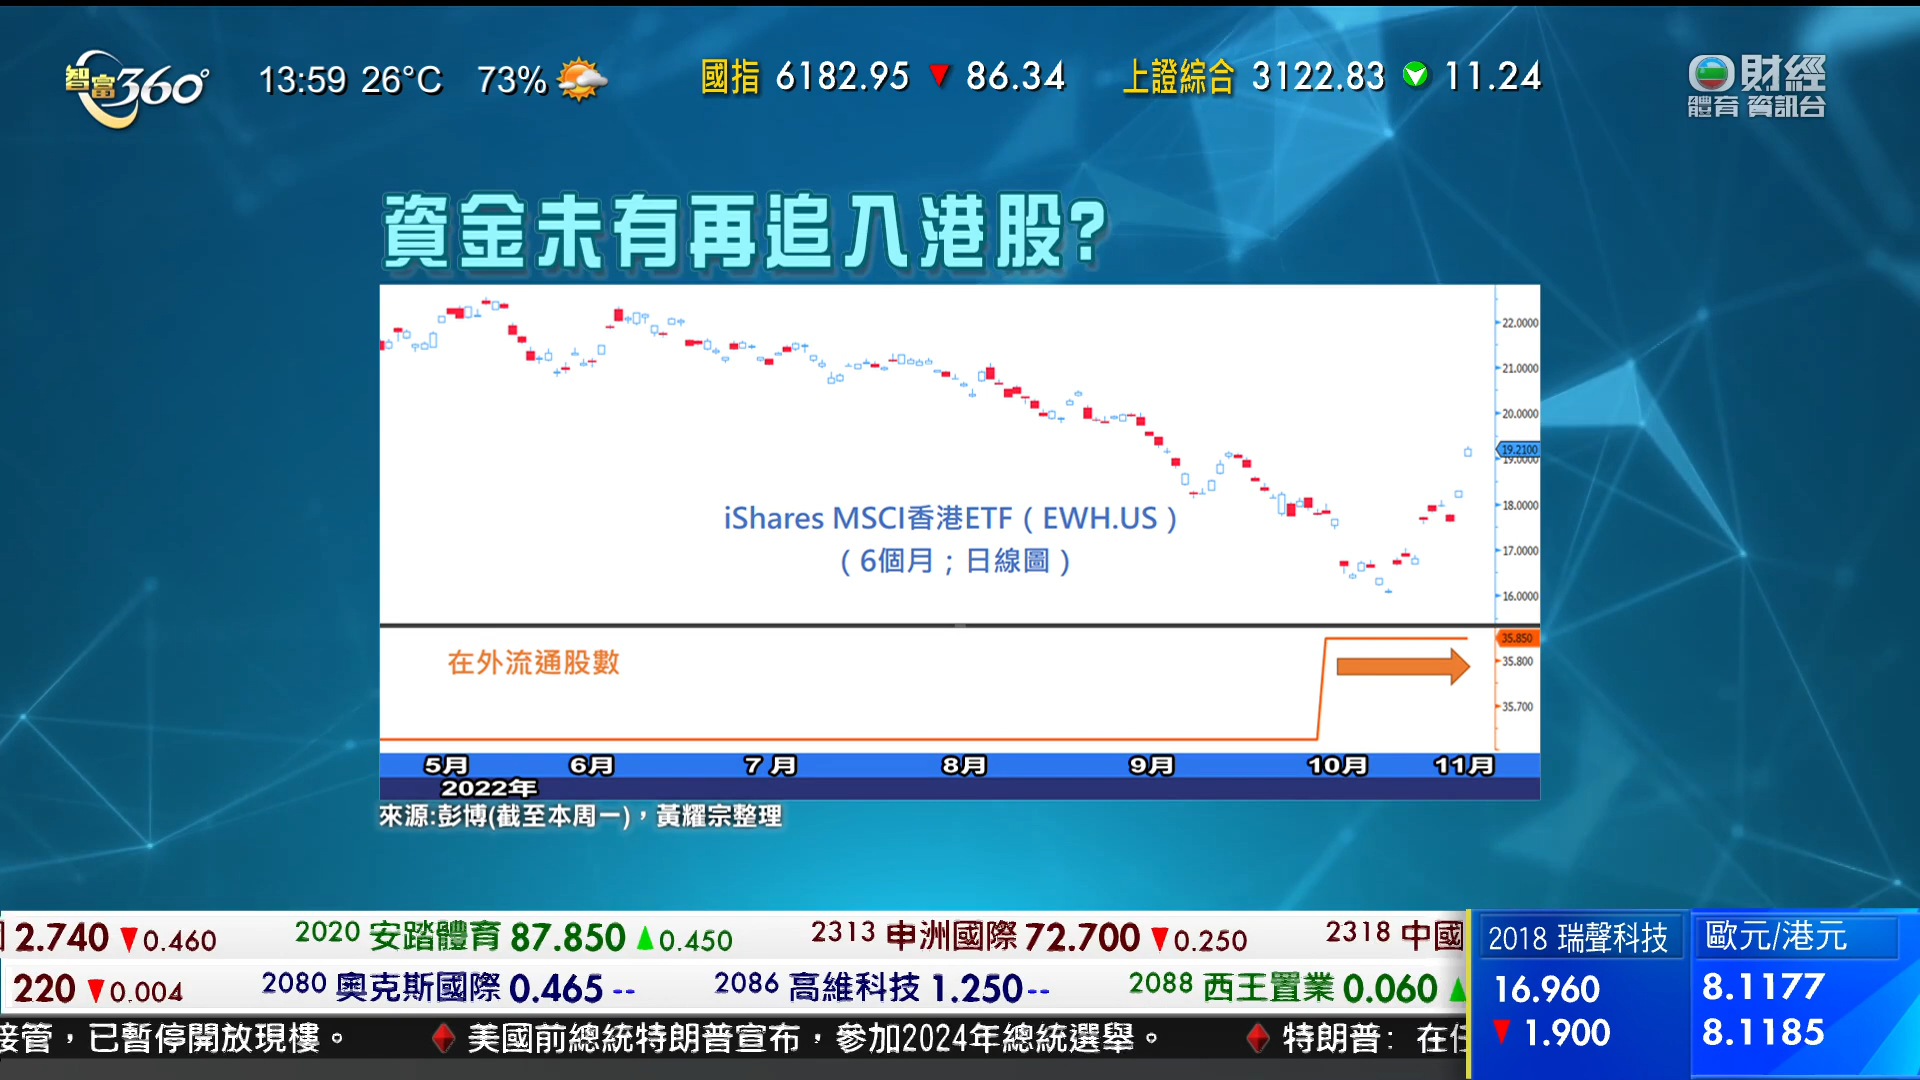 智富360°
13:59 26°C 73%
國指 6182.95 ▼ 86.34
上證綜合 3122.83 11.24
財經
體育 資訊台
資金未有再追入港股?
22.0000
21.0000
20.0000
19.2100
19.0000
18.0000
17.0000
16.0000
iShares MSCI香港ETF（EWH.US）
（6個月；日線圖）
在外流通股數
35.850
35.800
35.700
5月 6月 7月 8月 9月 10月 11月
2022年
來源:彭博(截至本周一)，黃耀宗整理
2.740 ▼0.460 2020 安踏體育 87.850 ▲0.450 2313 申洲國際 72.700 ▼0.250 2318 中國
220 ▼0.004 2080 奧克斯國際 0.465 -- 2086 高維科技 1.250-- 2088 西王置業 0.060 ▲
接管，已暫停開放現樓。 ♦ 美國前總統特朗普宣布，參加2024年總統選舉。 ♦ 特朗普: 在任
2018 瑞聲科技
16.960
▼ 1.900
歐元/港元
8.1177
8.1185